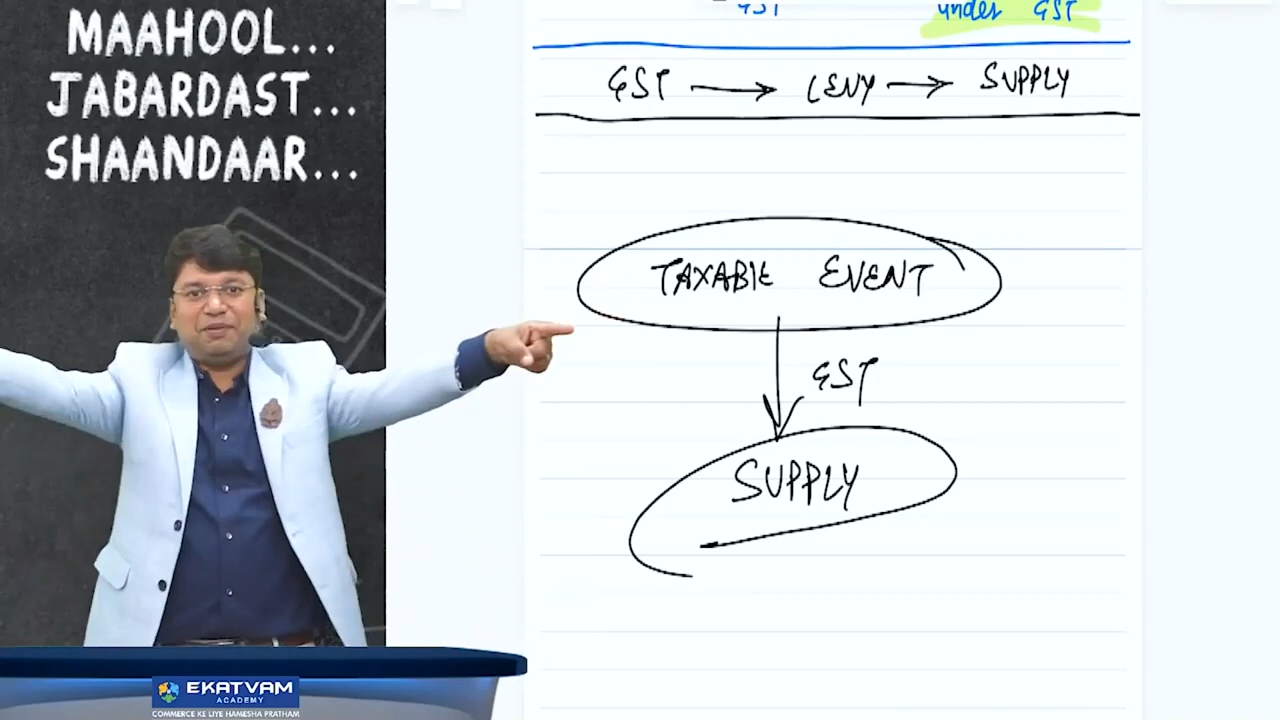 MAAHOOL...
JABARDAST...
SHAANDAAR...
GST
under GST
GST → LEVY → SUPPLY
TAXABLE EVENT
GST
SUPPLY
EKATVAM
ACADEMY
COMMERCE KE LIYE HAMESHA PRATHAM